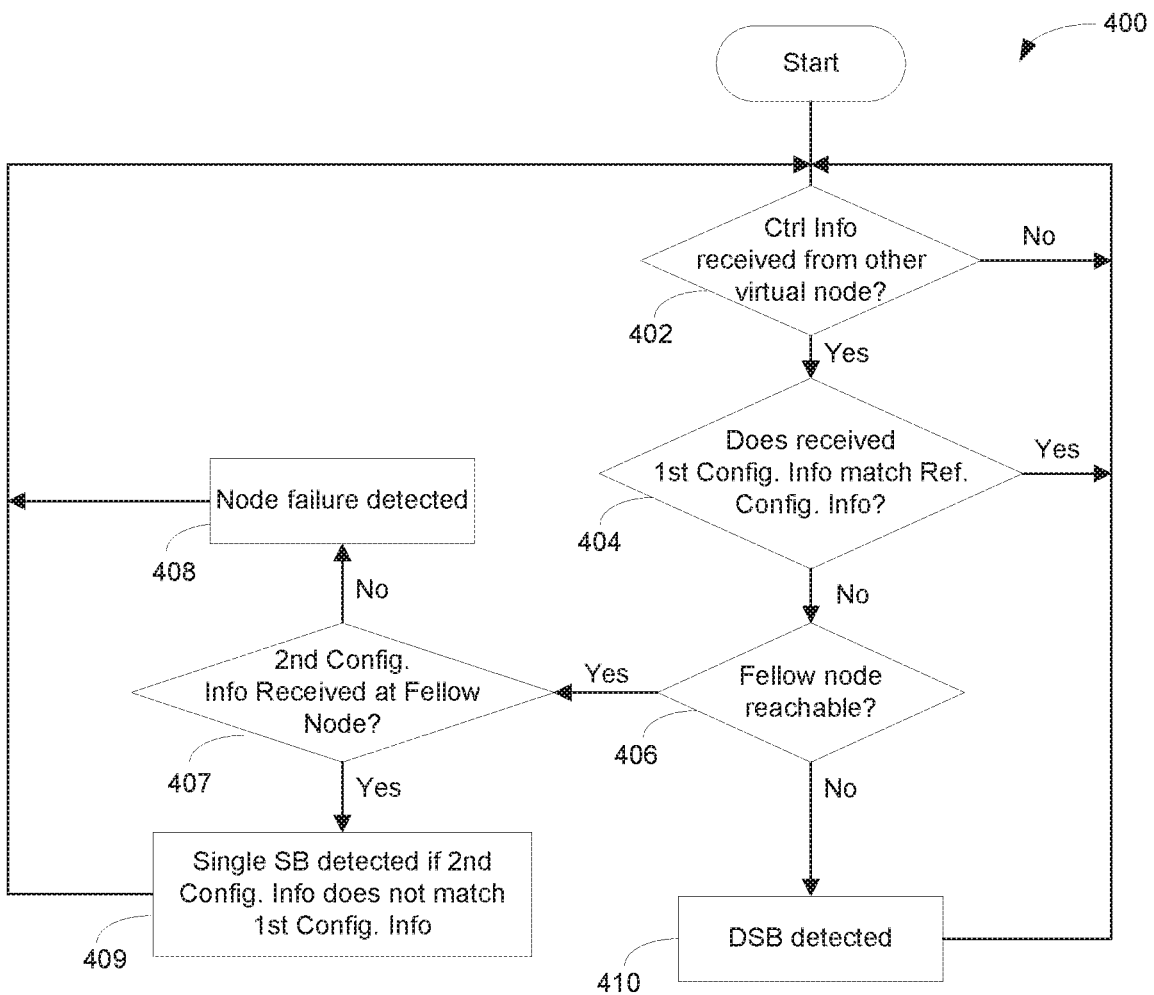 400
Start
Ctrl Info
received from other
virtual node?
No
402
Yes
Does received
1st Config. Info match Ref.
Config. Info?
Yes
404
No
Node failure detected
408
No
2nd Config.
Info Received at Fellow
Node?
407
Yes
Fellow node
reachable?
406
Yes
No
Single SB detected if 2nd
Config. Info does not match
1st Config. Info
409
DSB detected
410